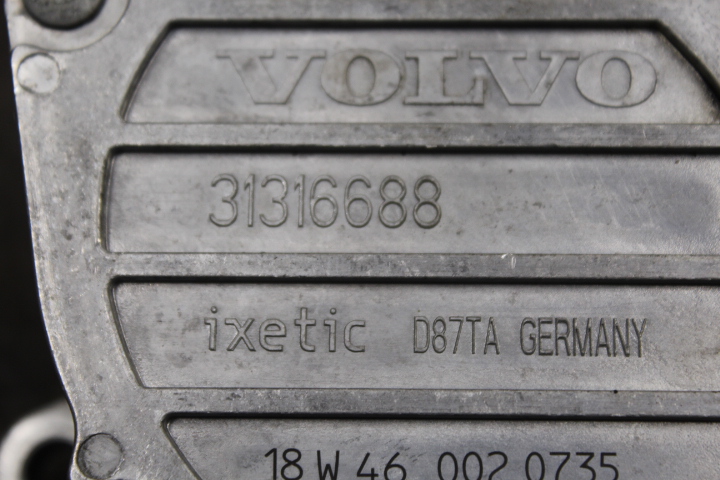 VOLVO
31316688
ixetic D87TA GERMANY
18 W 46 002 0735